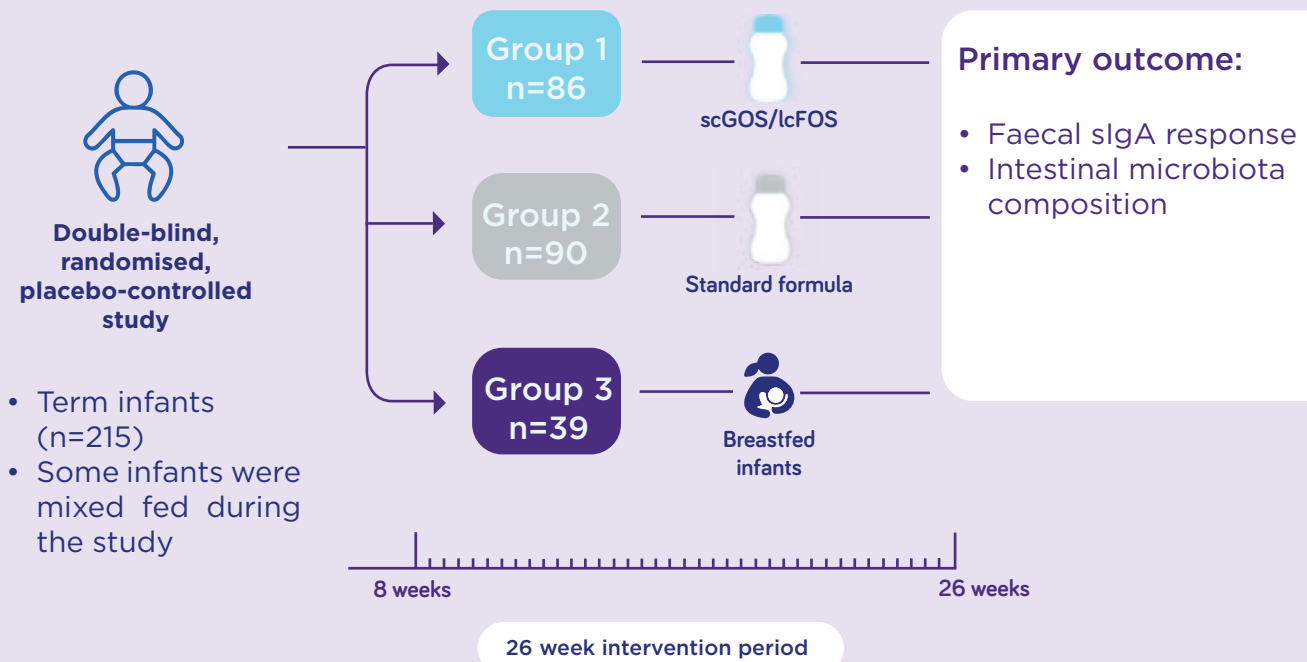 Double-blind,
randomised,
placebo-controlled
study
• Term infants
(n=215)
• Some infants were
mixed fed during
the study
Group 1
n=86
scGOS/lcFOS
Group 2
n=90
Standard formula
Group 3
n=39
Breastfed
infants
Primary outcome:
• Faecal sIgA response
• Intestinal microbiota
composition
8 weeks
26 weeks
26 week intervention period